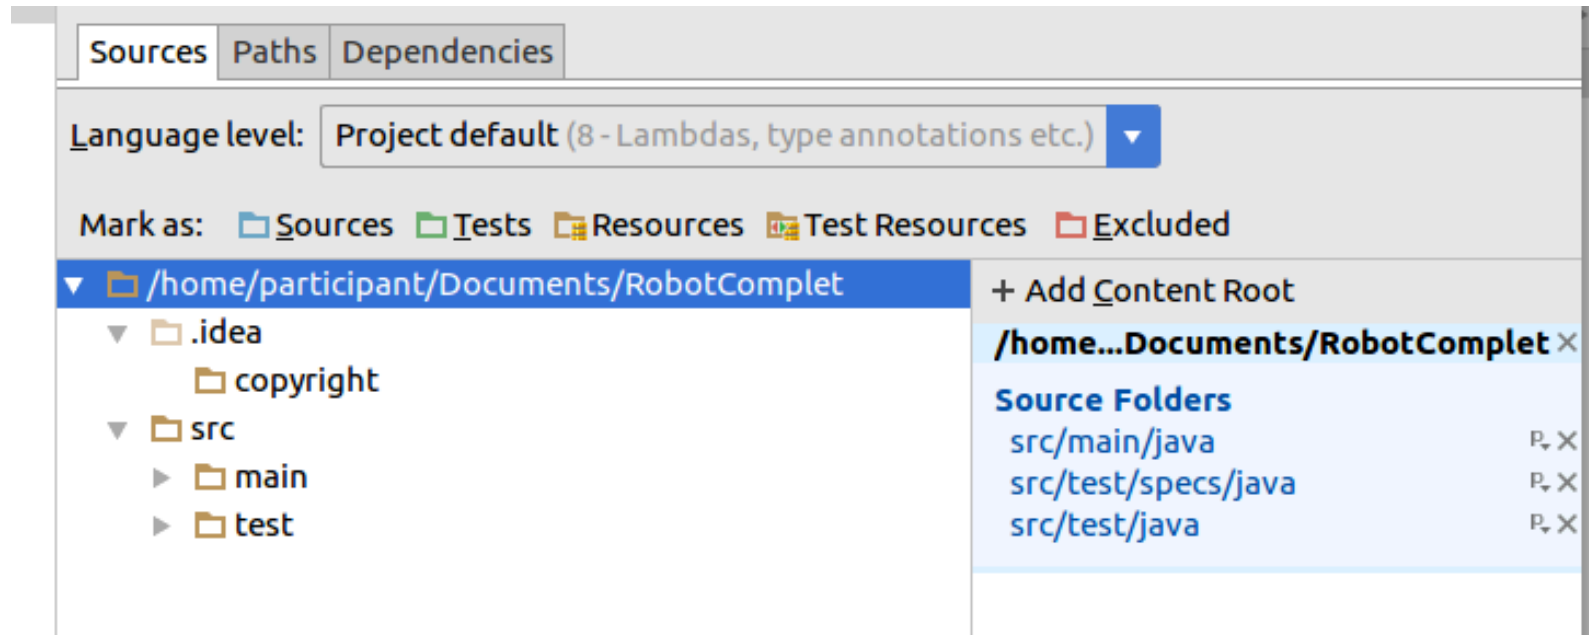 Sources Paths Dependencies
Language level: Project default (8 - Lambdas, type annotations etc.)
Mark as: Sources Tests Resources Test Resources Excluded
/home/participant/Documents/RobotComplet
.idea
copyright
src
main
test
+ Add Content Root
/home...Documents/RobotComplet
Source Folders
src/main/java P
src/test/specs/java P
src/test/java P